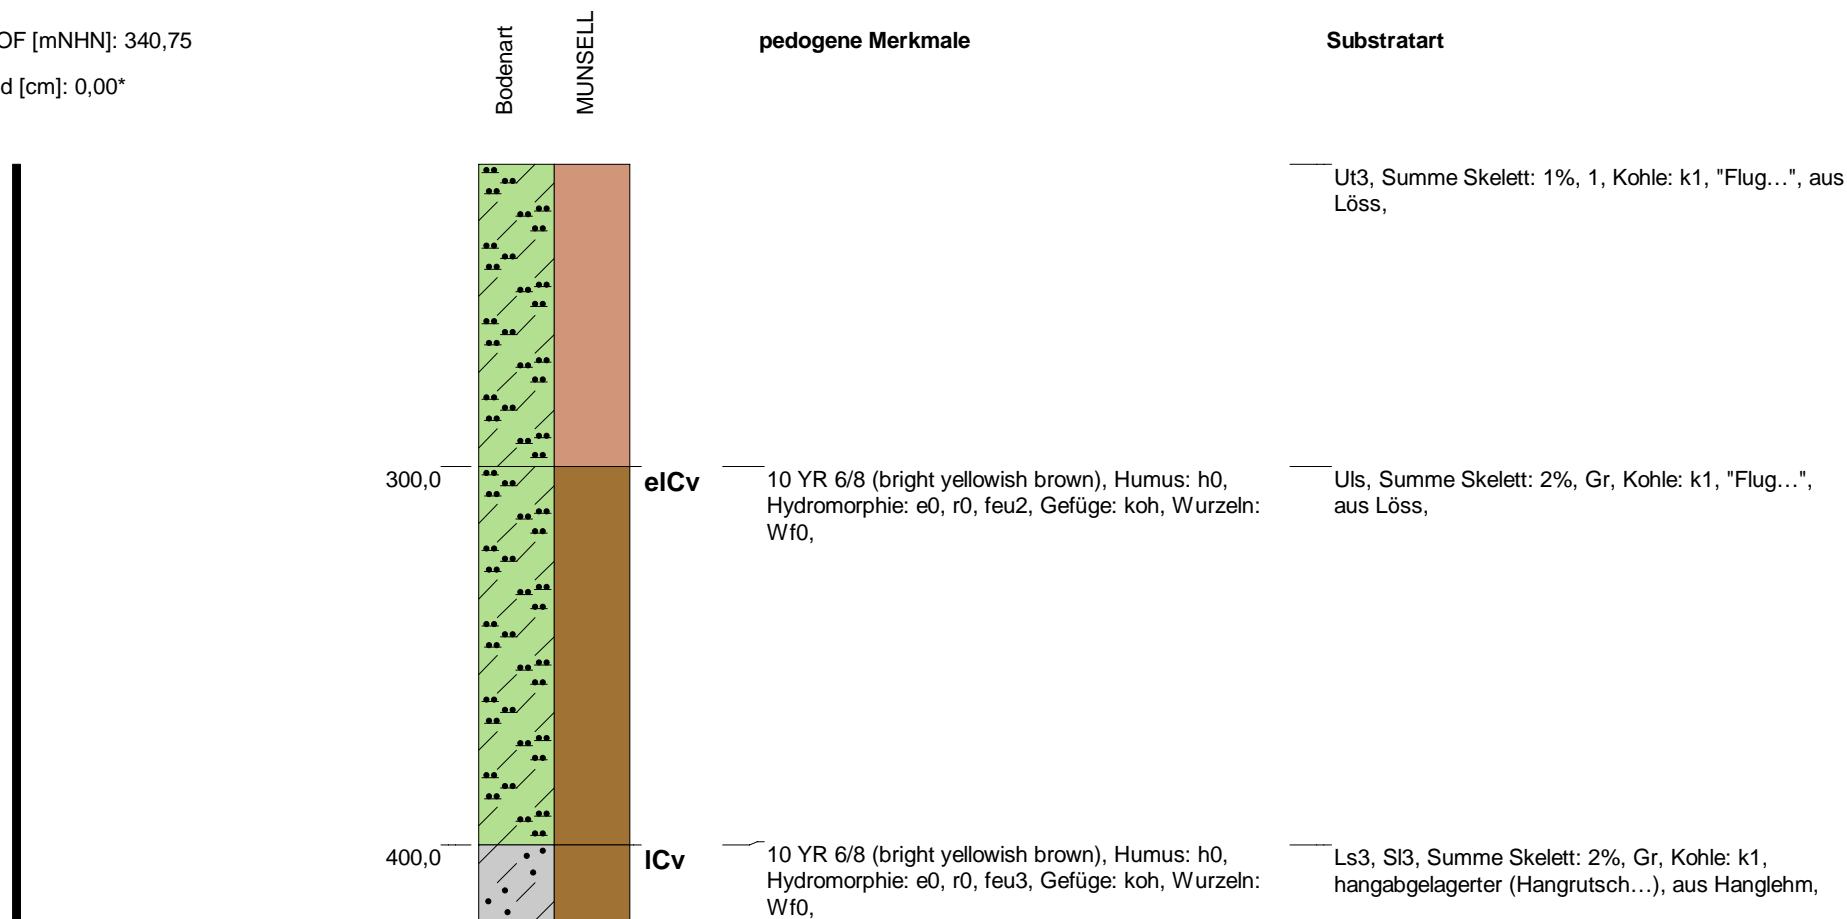 OF [mNHN]: 340,75
d [cm]: 0,00*
Bodenart
MUNSELL
pedogene Merkmale
Substratart
Ut3, Summe Skelett: 1%, 1, Kohle: k1, "Flug…", aus
Löss,
300,0
elCv
10 YR 6/8 (bright yellowish brown), Humus: h0,
Hydromorphie: e0, r0, feu2, Gefüge: koh, Wurzeln:
Wf0,
Uls, Summe Skelett: 2%, Gr, Kohle: k1, "Flug…",
aus Löss,
400,0
lCv
10 YR 6/8 (bright yellowish brown), Humus: h0,
Hydromorphie: e0, r0, feu3, Gefüge: koh, Wurzeln:
Wf0,
Ls3, Sl3, Summe Skelett: 2%, Gr, Kohle: k1,
hangabgelagerter (Hangrutsch…), aus Hanglehm,